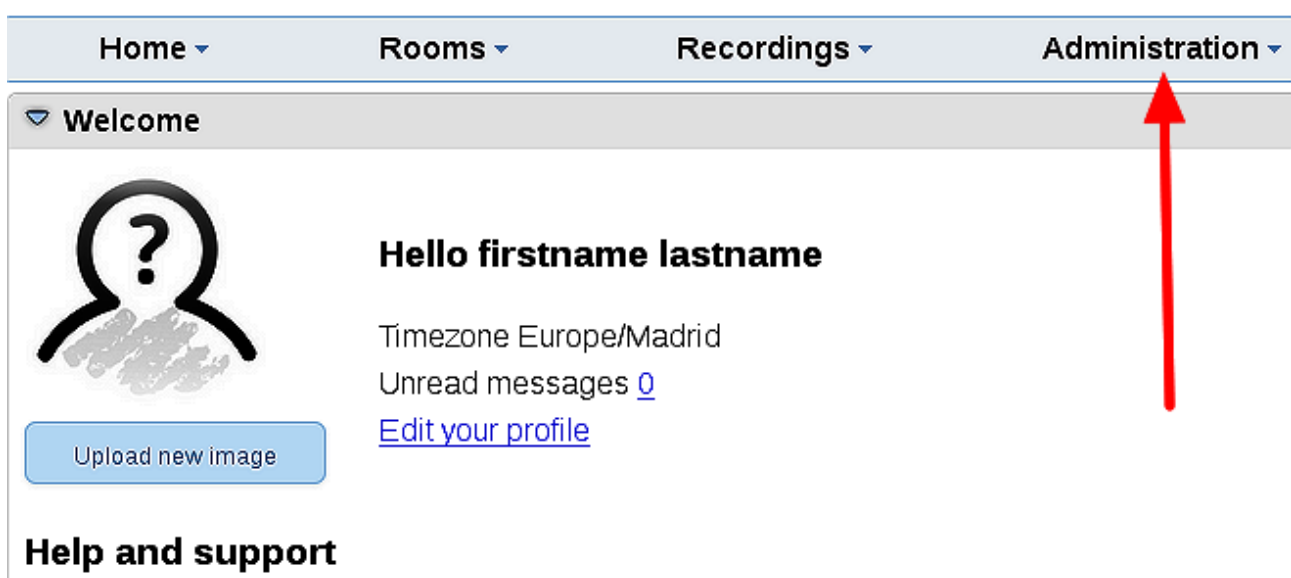 Home Rooms Recordings Administration
Welcome
?
Hello firstname lastname
Timezone Europe/Madrid
Unread messages 0
Edit your profile
Upload new image
Help and support